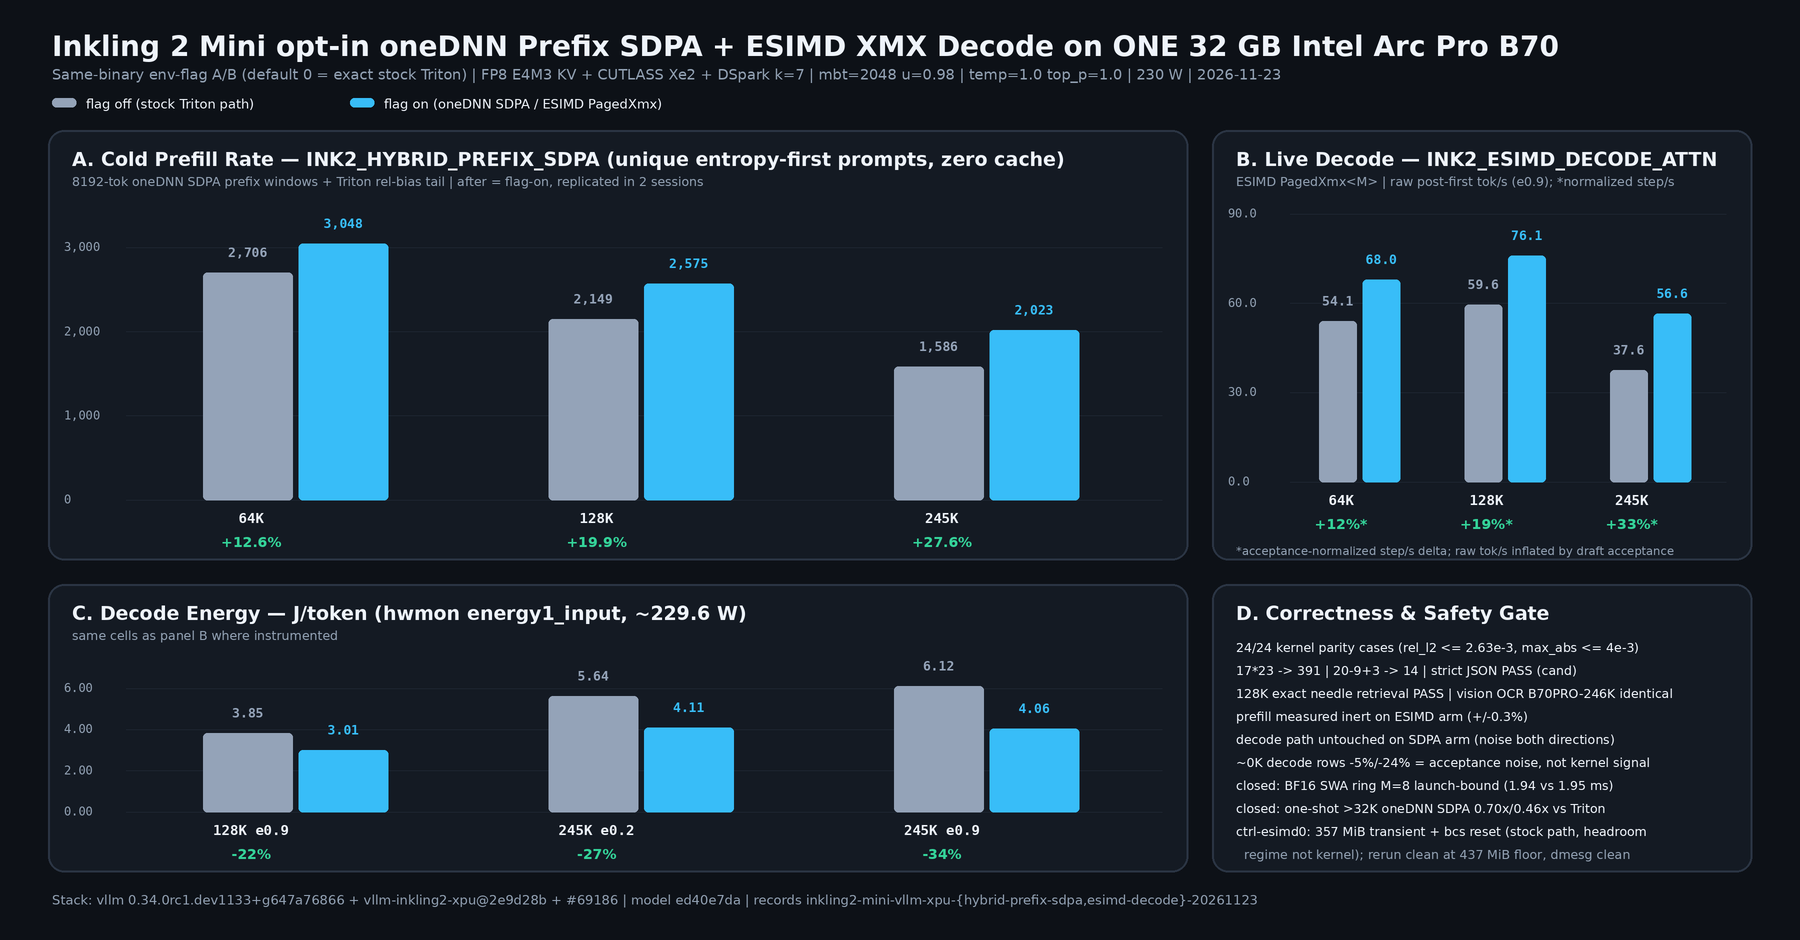 Inkling 2 Mini opt-in oneDNN Prefix SDPA + ESIMD XMX Decode on ONE 32 GB Intel Arc Pro B70
Same-binary env-flag A/B (default 0 = exact stock Triton) | FP8 E4M3 KV + CUTLASS Xe2 + DSpark k=7 | mbt=2048 u=0.98 | temp=1.0 top_p=1.0 | 230 W | 2026-11-23
flag off (stock Triton path)
flag on (oneDNN SDPA / ESIMD PagedXmx)
A. Cold Prefill Rate — INK2_HYBRID_PREFIX_SDPA (unique entropy-first prompts, zero cache)
8192-tok oneDNN SDPA prefix windows + Triton rel-bias tail | after = flag-on, replicated in 2 sessions
3,000
2,000
1,000
0
2,706
3,048
2,149
2,575
1,586
2,023
64K
128K
245K
+12.6%
+19.9%
+27.6%
B. Live Decode — INK2_ESIMD_DECODE_ATTN
ESIMD PagedXmx<M> | raw post-first tok/s (e0.9); *normalized step/s
90.0
60.0
30.0
0.0
54.1
68.0
59.6
76.1
37.6
56.6
64K
128K
245K
+12%*
+19%*
+33%*
*acceptance-normalized step/s delta; raw tok/s inflated by draft acceptance
C. Decode Energy — J/token (hwmon energy1_input, ~229.6 W)
same cells as panel B where instrumented
6.00
4.00
2.00
0.00
3.85
3.01
5.64
4.11
6.12
4.06
128K e0.9
245K e0.2
245K e0.9
-22%
-27%
-34%
D. Correctness & Safety Gate
24/24 kernel parity cases (rel_l2 <= 2.63e-3, max_abs <= 4e-3)
17*23 -> 391 | 20-9+3 -> 14 | strict JSON PASS (cand)
128K exact needle retrieval PASS | vision OCR B70PRO-246K identical
prefill measured inert on ESIMD arm (+/-0.3%)
decode path untouched on SDPA arm (noise both directions)
~0K decode rows -5%/-24% = acceptance noise, not kernel signal
closed: BF16 SWA ring M=8 launch-bound (1.94 vs 1.95 ms)
closed: one-shot >32K oneDNN SDPA 0.70x/0.46x vs Triton
ctrl-esimd0: 357 MiB transient + bcs reset (stock path, headroom
regime not kernel); rerun clean at 437 MiB floor, dmesg clean
Stack: vllm 0.34.0rc1.dev1133+g647a76866 + vllm-inkling2-xpu@2e9d28b + #69186 | model ed40e7da | records inkling2-mini-vllm-xpu-{hybrid-prefix-sdpa,esimd-decode}-20261123